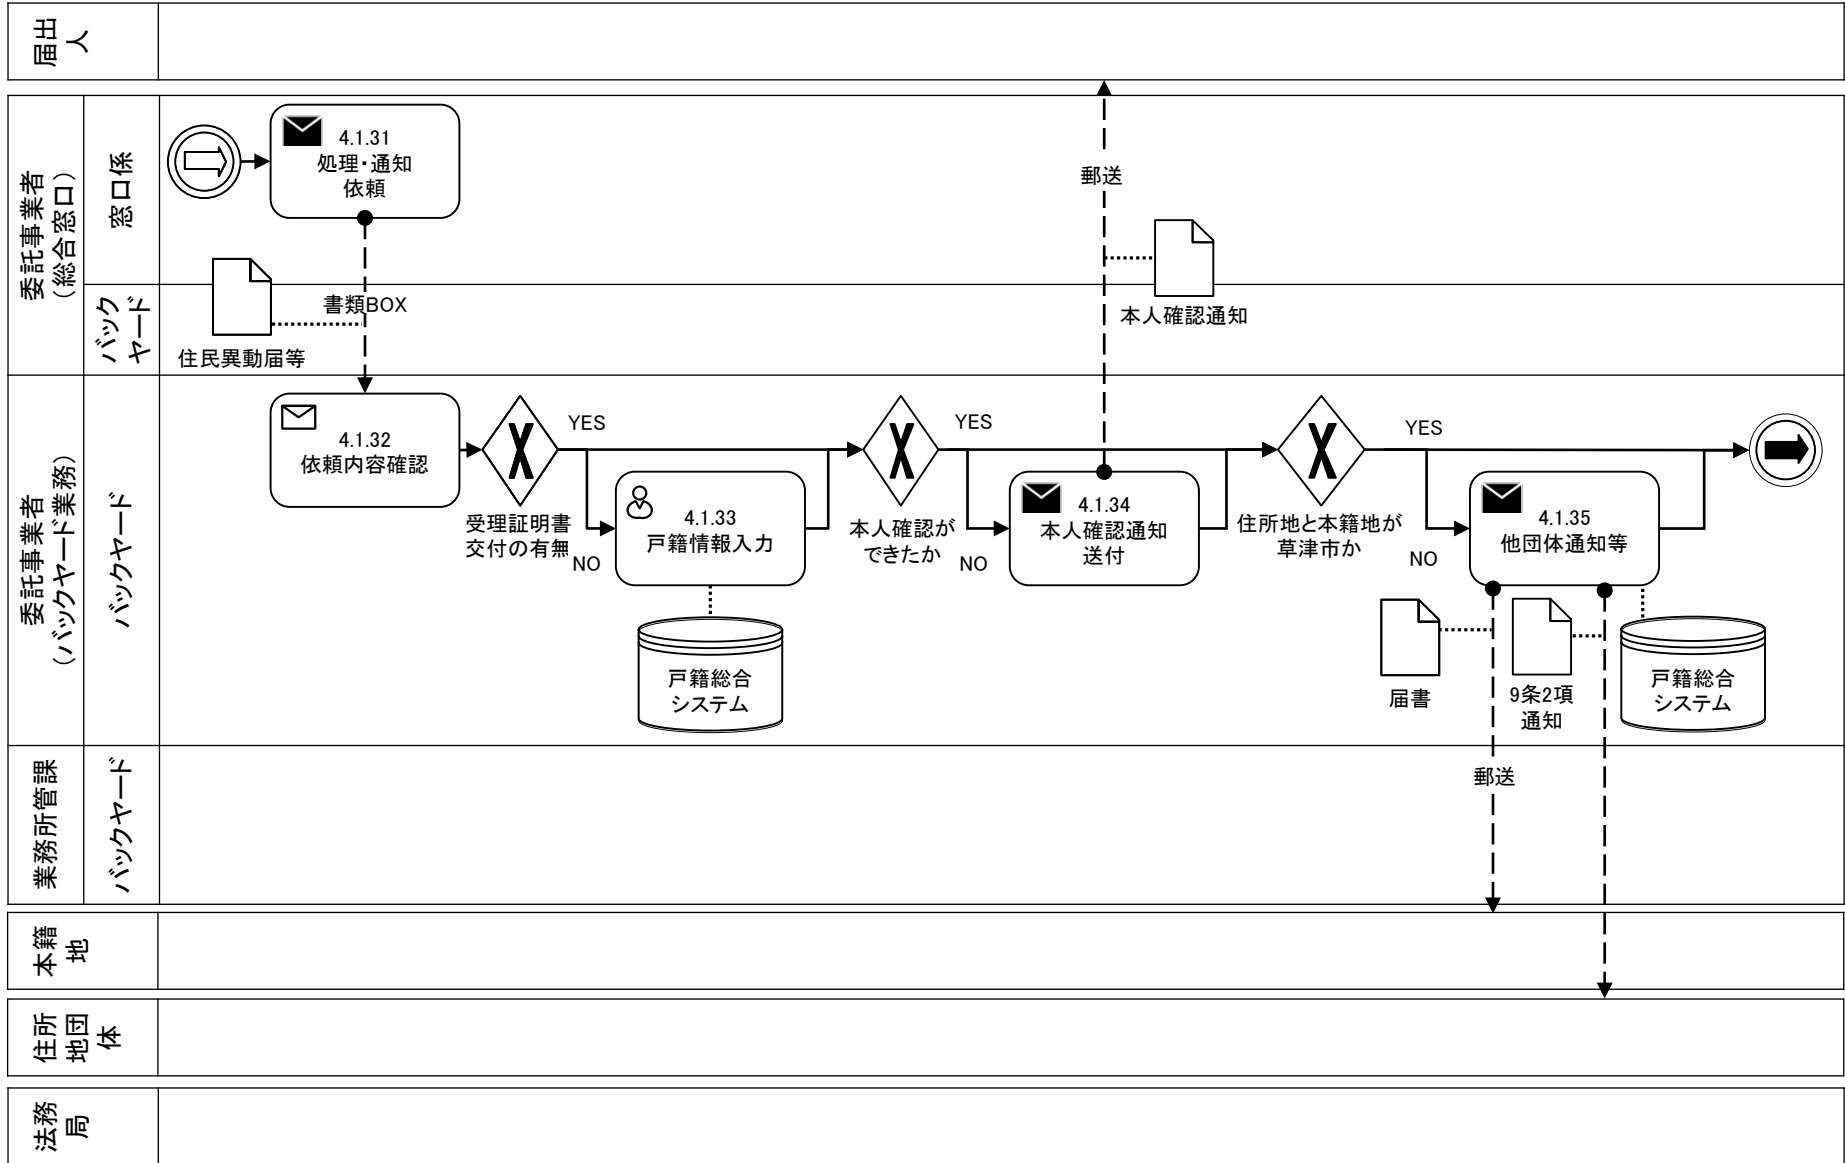 届出
人
委託事業者
(総合窓口)
窓口係
バック
ヤード
4.1.31
処理・通知
依頼
書類BOX
住民異動届等
郵送
本人確認通知
委託事業者
(バックヤード業務)
バックヤード
4.1.32
依頼内容確認
受理証明書
交付の有無
YES
NO
4.1.33
戸籍情報入力
戸籍総合
システム
本人確認が
できたか
YES
NO
4.1.34
本人確認通知
送付
住所地と本籍地が
草津市か
YES
NO
4.1.35
他団体通知等
届書
9条2項
通知
戸籍総合
システム
業務所管課
バックヤード
郵送
本籍
地
住所
地団
体
法務
局